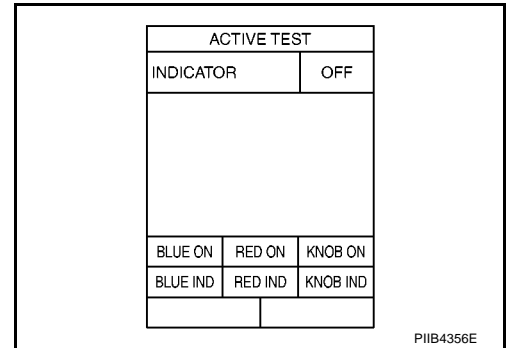 ACTIVE TEST
INDICATOR OFF
BLUE ON RED ON KNOB ON
BLUE IND RED IND KNOB IND
PIIB4356E